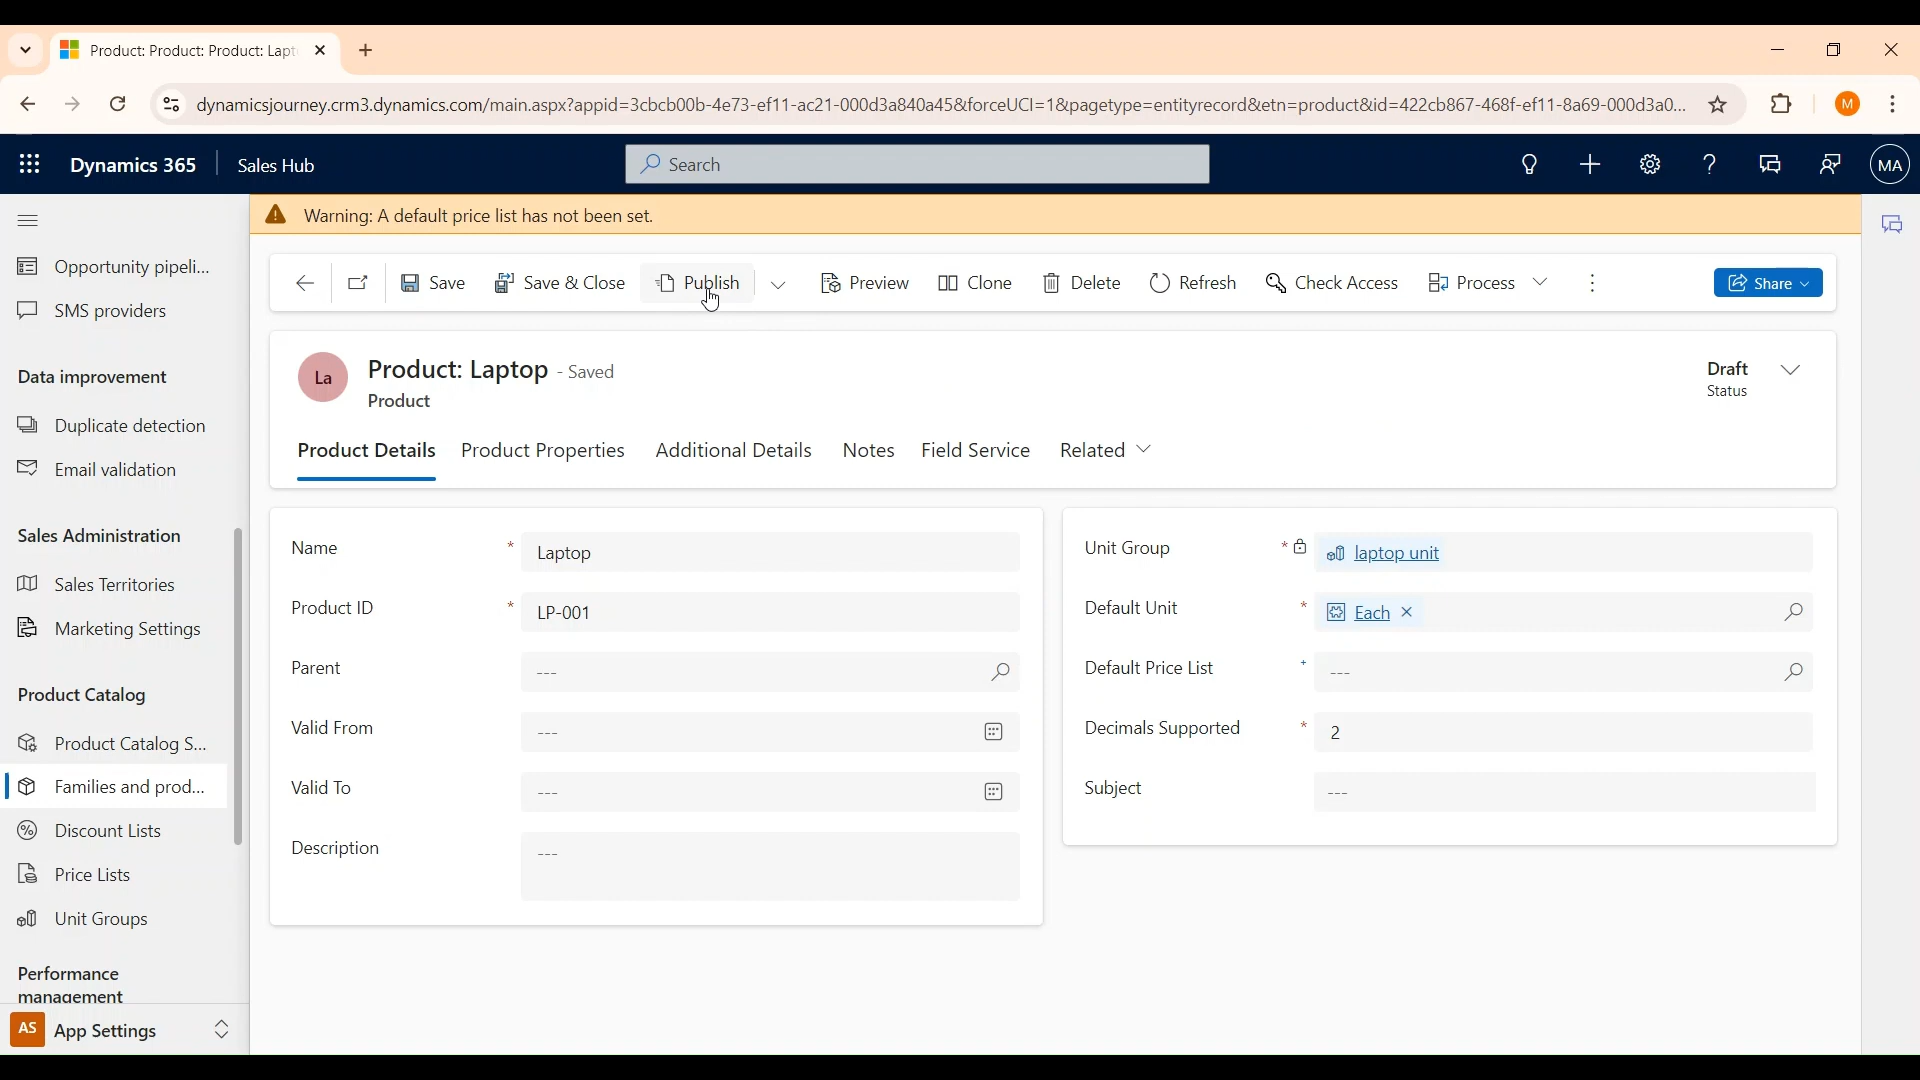 Product: Product: Product: Lapt
dynamicsjourney.crm3.dynamics.com/main.aspx?appid=3cbcb00b-4e73-ef11-ac21-000d3a840a45&forceUCI=1&pagetype=entityrecord&etn=product&id=422cb867-468f-ef11-8a69-000d3a0...
M
Dynamics 365
Sales Hub
Search
MA
Warning: A default price list has not been set.
Save
Save & Close
Publish
Preview
Clone
Delete
Refresh
Check Access
Process
Share
Opportunity pipeli...
SMS providers
Data improvement
Duplicate detection
Email validation
Sales Administration
Sales Territories
Marketing Settings
Product Catalog
Product Catalog S...
Families and prod...
Discount Lists
Price Lists
Unit Groups
Performance
management
AS App Settings
La
Product: Laptop - Saved
Product
Draft
Status
Product Details
Product Properties
Additional Details
Notes
Field Service
Related
Name * Laptop
Product ID * LP-001
Parent ---
Valid From ---
Valid To ---
Description ---
Unit Group * laptop unit
Default Unit * Each
Default Price List + ---
Decimals Supported * 2
Subject ---